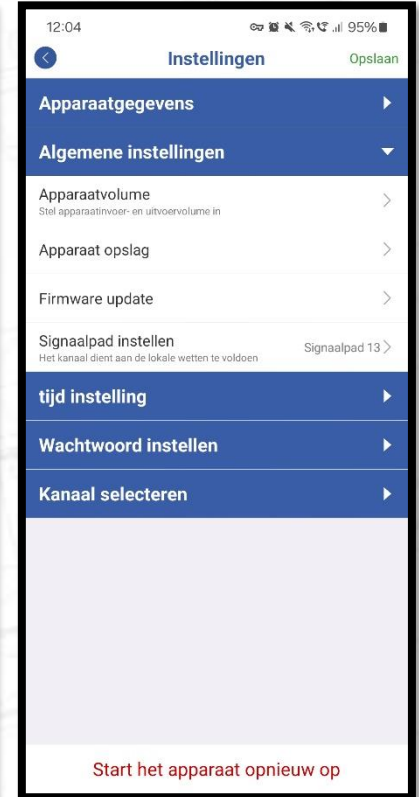 12:04
95%
Instellingen
Opslaan
Apparaatgegevens
Algemene instellingen
Apparaatvolume
Stel apparaatinvoer- en uitvoervolume in
Apparaat opslag
Firmware update
Signaalpad instellen
Signaalpad 13
Het kanaal dient aan de lokale wetten te voldoen
tijd instelling
Wachtwoord instellen
Kanaal selecteren
Start het apparaat opnieuw op